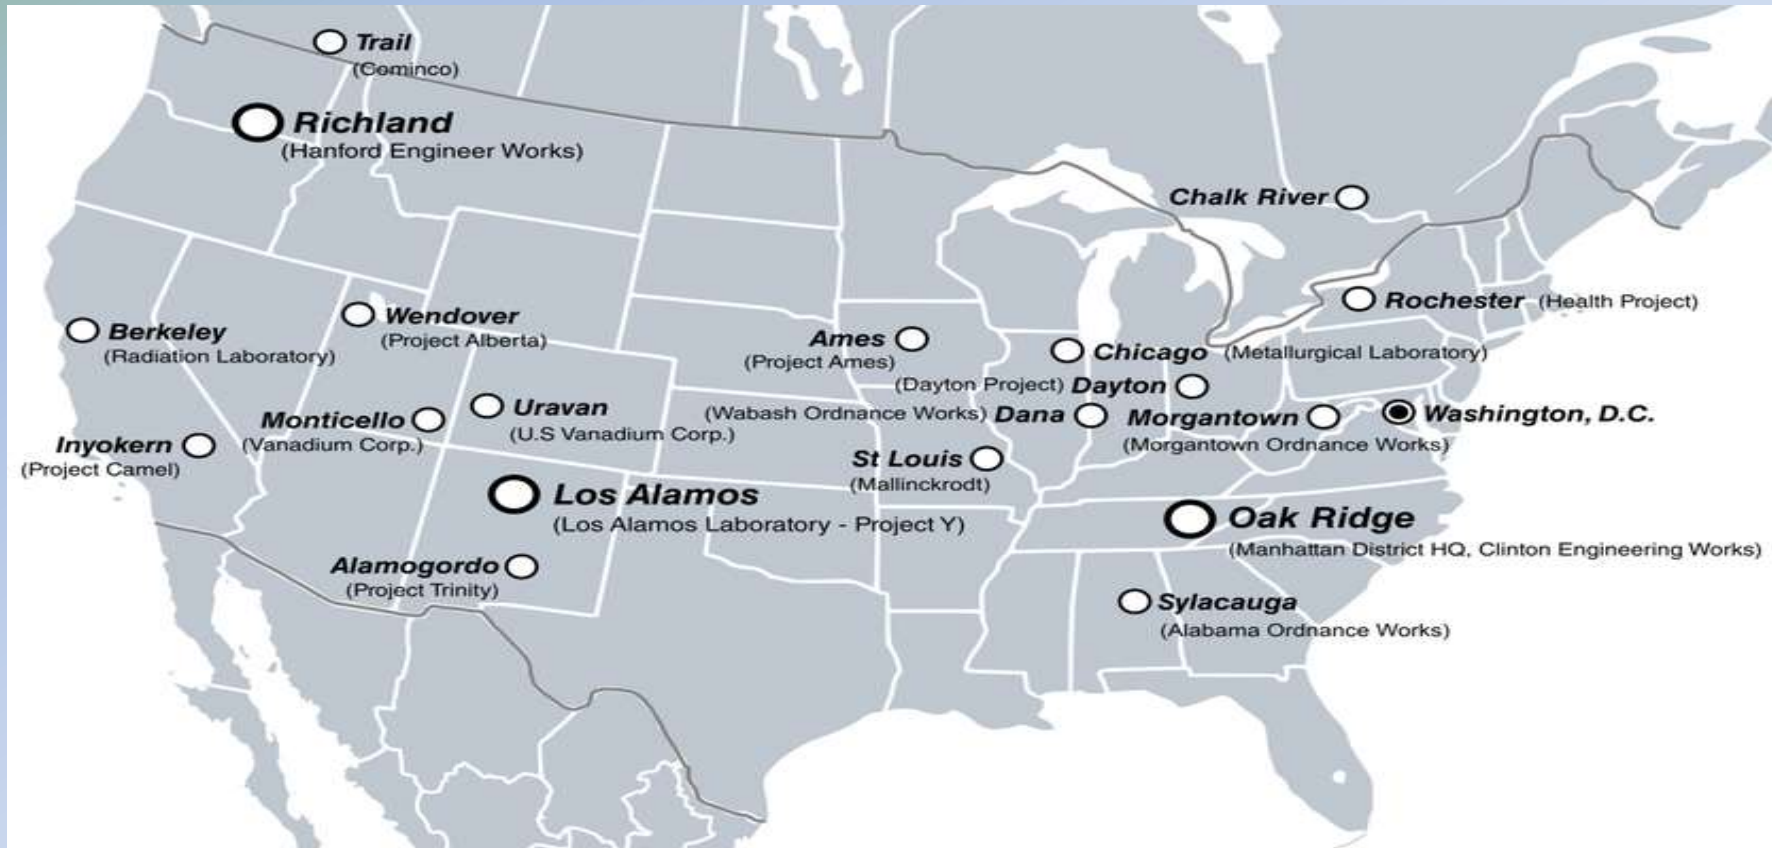 Trail
(Cominco)
Richland
(Hanford Engineer Works)
Chalk River
Rochester (Health Project)
Berkeley
(Radiation Laboratory)
Wendover
(Project Alberta)
Ames
(Project Ames)
Chicago (Metallurgical Laboratory)
(Dayton Project) Dayton
(Wabash Ordnance Works) Dana
Morgantown
(Morgantown Ordnance Works)
Washington, D.C.
Uravan
(U.S Vanadium Corp.)
Monticello
(Vanadium Corp.)
Inyokern
(Project Camel)
St Louis
(Mallinckrodt)
Los Alamos
(Los Alamos Laboratory - Project Y)
Oak Ridge
(Manhattan District HQ, Clinton Engineering Works)
Alamogordo
(Project Trinity)
Sylacauga
(Alabama Ordnance Works)